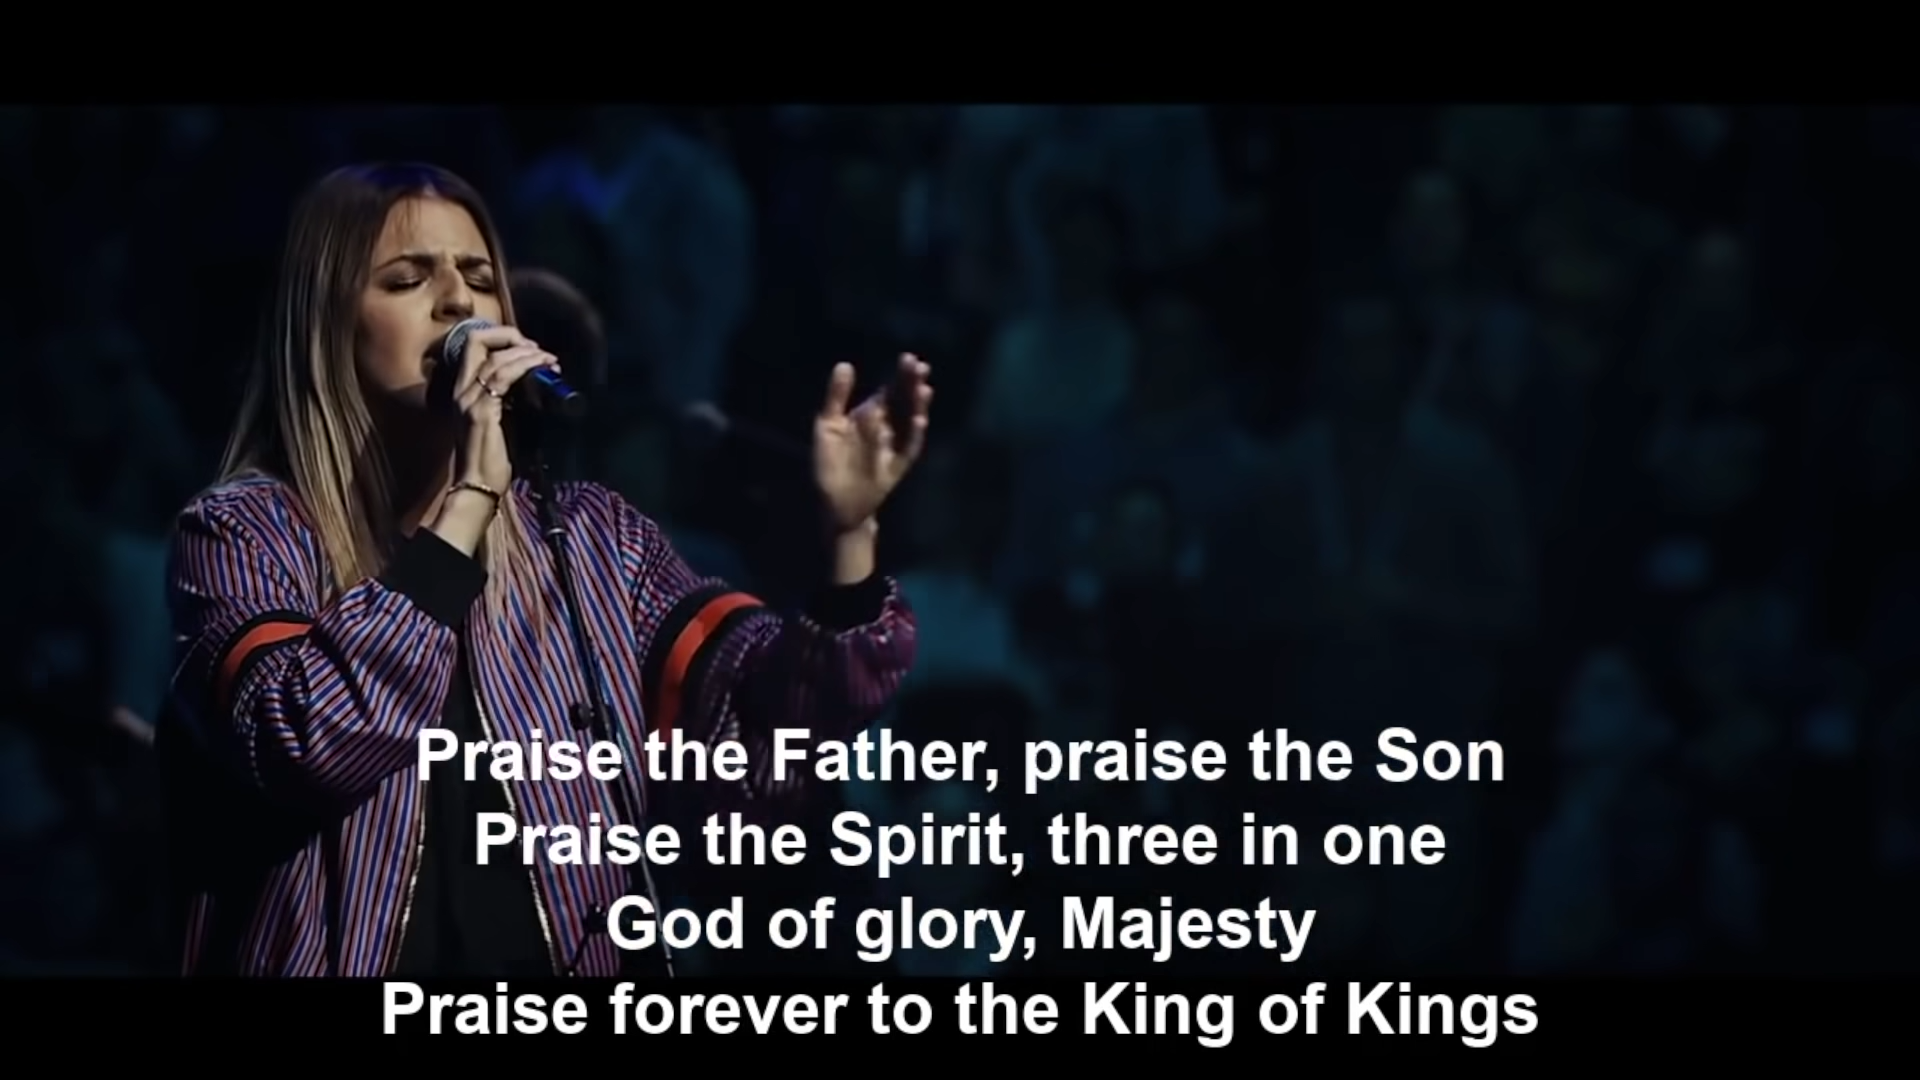 Praise the Father, praise the Son
Praise the Spirit, three in one
God of glory, Majesty
Praise forever to the King of Kings